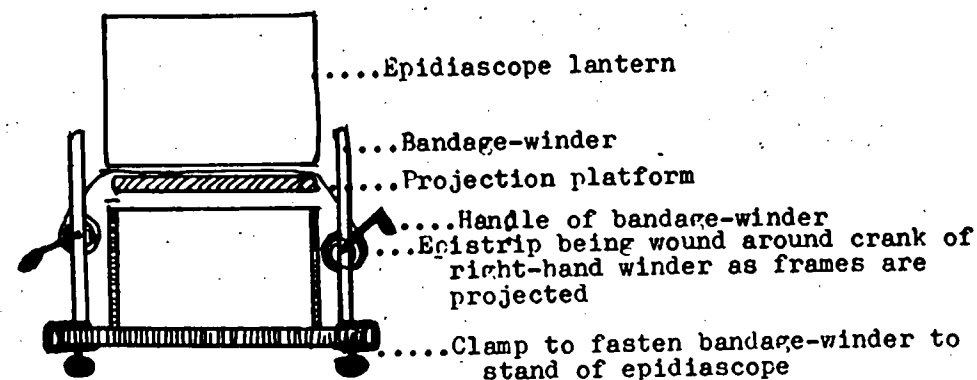 ....Epidiascope lantern
....Bandage-winder
....Projection platform
....Handle of bandage-winder
...Epistrip being wound around crank of
right-hand winder as frames are
projected
.....Clamp to fasten bandage-winder to
stand of epidiascope